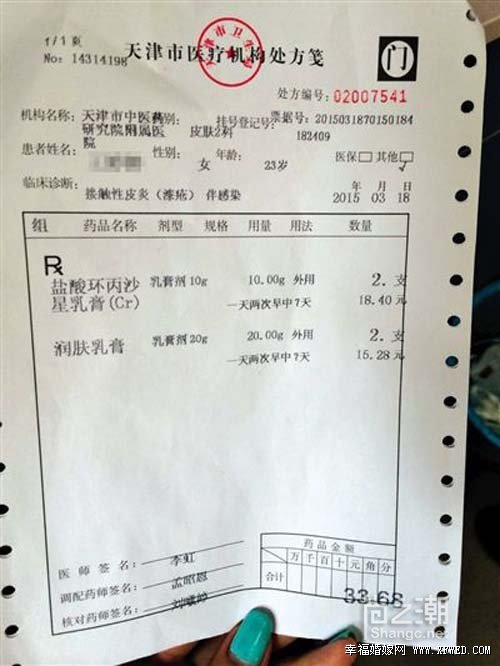 1/1 页
No: 14314198
天津市医疗机构处方笺
门
处方编号: 02007541
机构名称: 天津市中医药 科别: 皮肤2科 挂号登记号: 182409 票据号: 2015031870150184
研究院附属医
院
患者姓名: 性别: 女 年龄: 23岁 医保□ 其他□ ✓
临床诊断: 接触性皮炎（漆疮）伴感染
2015 年 03 月 18 日
组 药品名称 剂型 规格 用量 用法 数量
R
盐酸环丙沙 乳膏剂 10g 10.00g 外用 2. 支
星乳膏(Cr) 一天两次早中7天 18.40 元
润肤乳膏 乳膏剂 20g 20.00g 外用 2. 支
一天两次早中7天 15.28 元
药品金额
合计 万 千 百 十 元 角 分
33.68
医师签名: 李虹
调配药师签名: 孟昭恩
核对药师签名:
Shangc.net
幸福婚嫁网 www.XFWED.com